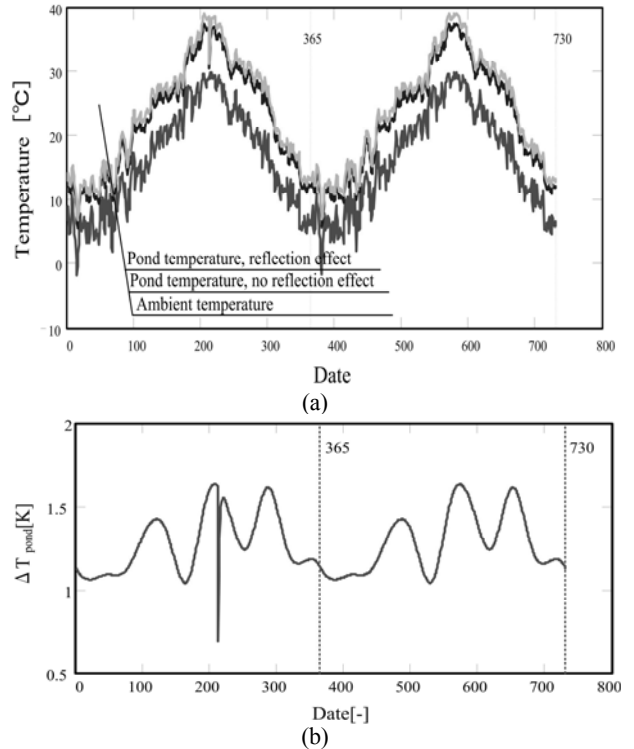 50
40
30
20
10
0
-10
365
730
Temperature [℃]
Pond temperature, reflection effect
Pond temperature, no reflection effect
Ambient temperature
0 100 200 300 400 500 600 700 800
Date
(a)
2
1.5
1
0.5
365
730
Δ T pond[K]
0 100 200 300 400 500 600 700 800
Date[-]
(b)